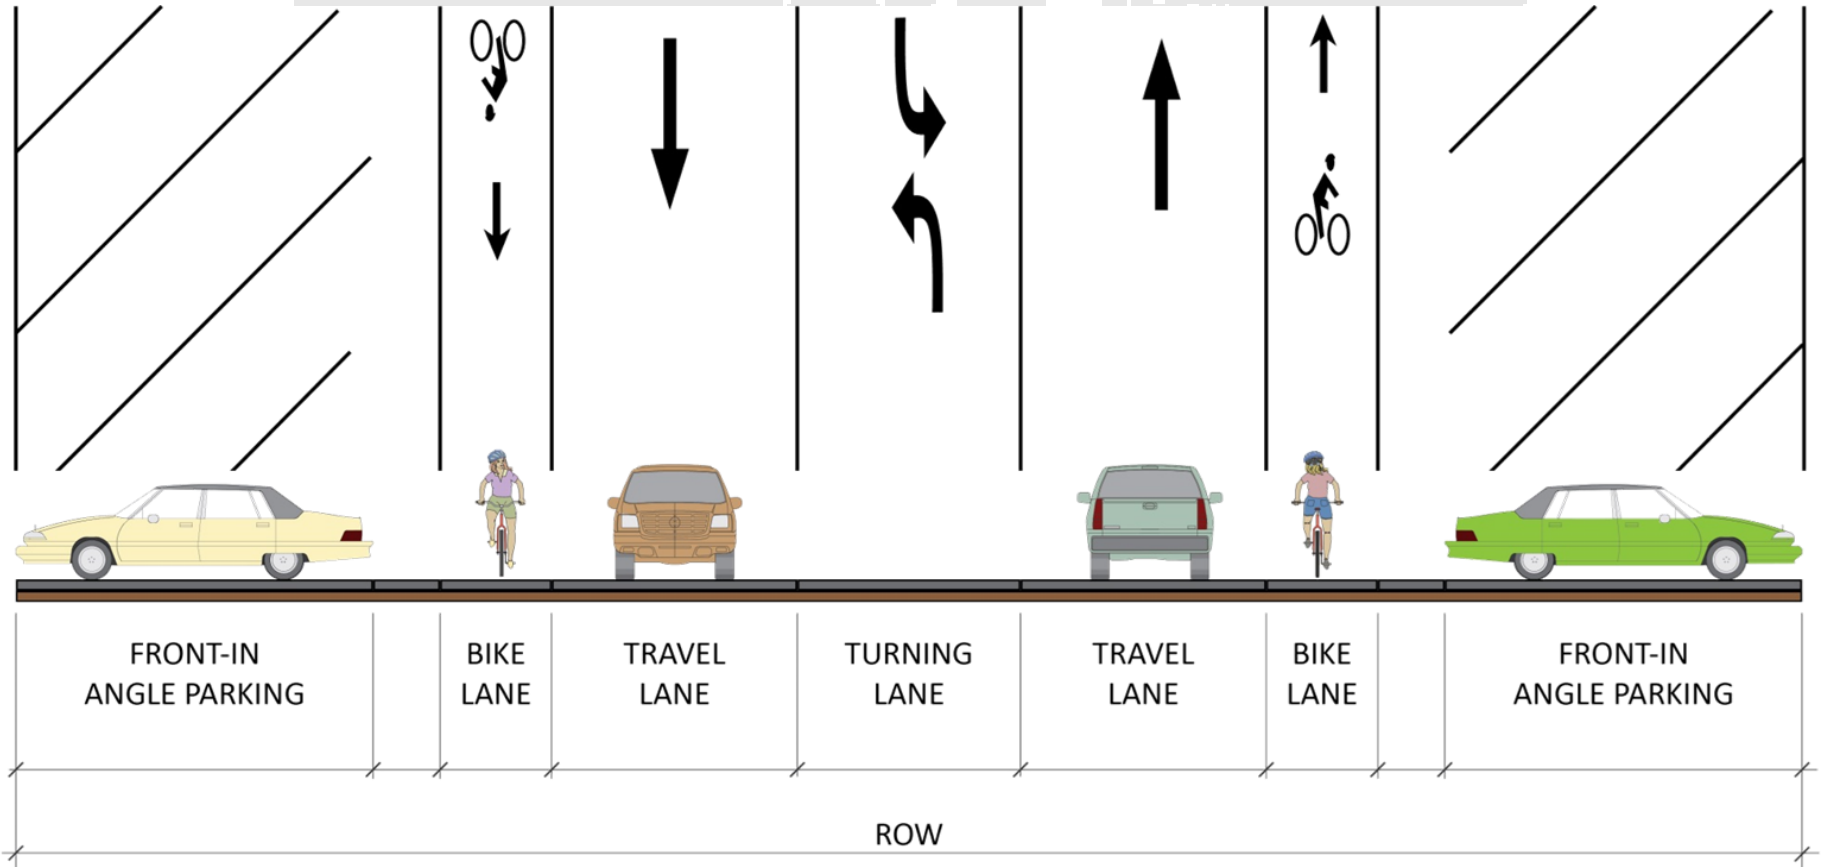 FRONT-IN
ANGLE PARKING
BIKE
LANE
TRAVEL
LANE
TURNING
LANE
TRAVEL
LANE
BIKE
LANE
FRONT-IN
ANGLE PARKING
ROW